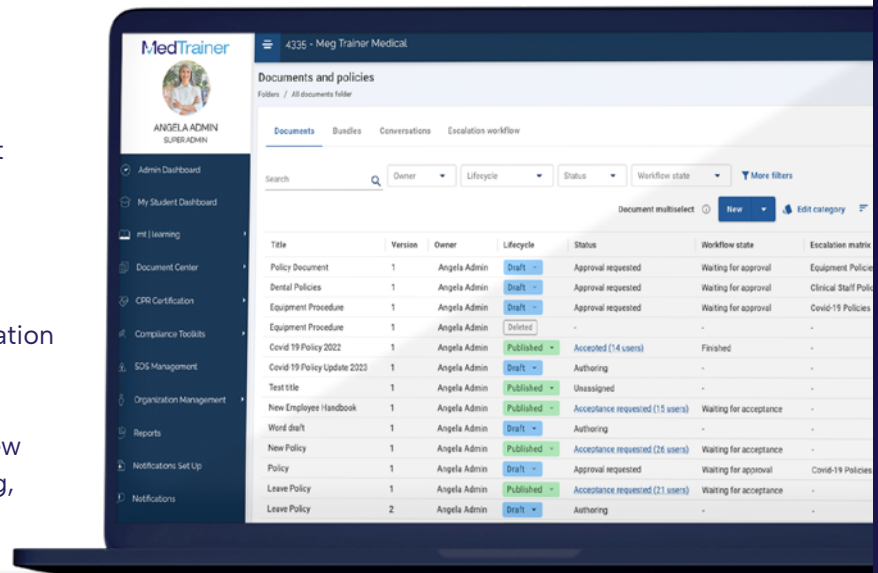 t
ation
ew
g,
MedTrainer
ANGELA ADMIN
SUPER ADMIN
Admin Dashboard
My Student Dashboard
mt | learning
Document Center
CPR Certification
Compliance Toolkits
SDS Management
Organization Management
Reports
Notifications Set Up
Notifications
4335 - Meg Trainer Medical
Documents and policies
Folders / All documents folder
Documents Bundles Conversations Escalation workflow
Search Owner Lifecycle Status Workflow state More filters
Document multiselect New Edit category
Title Version Owner Lifecycle Status Workflow state Escalation matrix
Policy Document 1 Angela Admin Draft Approval requested Waiting for approval Equipment Policie
Dental Policies 1 Angela Admin Draft Approval requested Waiting for approval Clinical Staff Polic
Equipment Procedure 1 Angela Admin Draft Approval requested Waiting for approval Covid-19 Policies
Equipment Procedure 1 Angela Admin Deleted - - -
Covid 19 Policy 2022 1 Angela Admin Published Accepted (14 users) Finished -
Covid-19 Policy Update 2023 1 Angela Admin Draft Authoring - -
Test title 1 Angela Admin Published Unassigned - -
New Employee Handbook 1 Angela Admin Published Acceptance requested (15 users) Waiting for acceptance -
Word draft 1 Angela Admin Draft Authoring - -
New Policy 1 Angela Admin Published Acceptance requested (26 users) Waiting for acceptance -
Policy 1 Angela Admin Draft Approval requested Waiting for approval Covid-19 Policies
Leave Policy 1 Angela Admin Published Acceptance requested (21 users) Waiting for acceptance -
Leave Policy 2 Angela Admin Draft Authoring - -